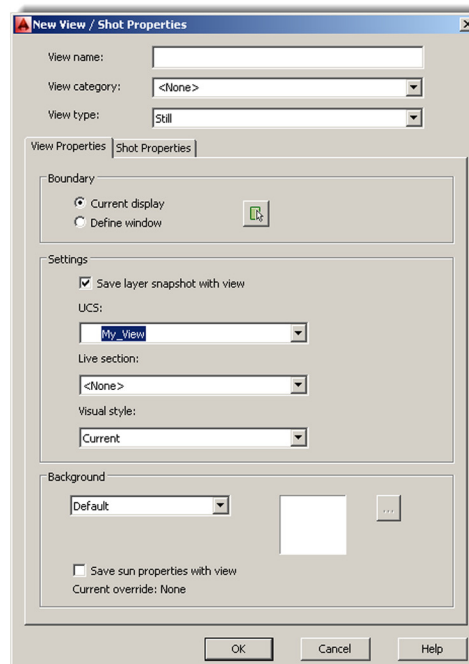 New View / Shot Properties
View name:
View category: <None>
View type: Still
View Properties Shot Properties
Boundary
Current display
Define window
Settings
Save layer snapshot with view
UCS:
My_View
Live section:
<None>
Visual style:
Current
Background
Default
...
Save sun properties with view
Current override: None
OK Cancel Help